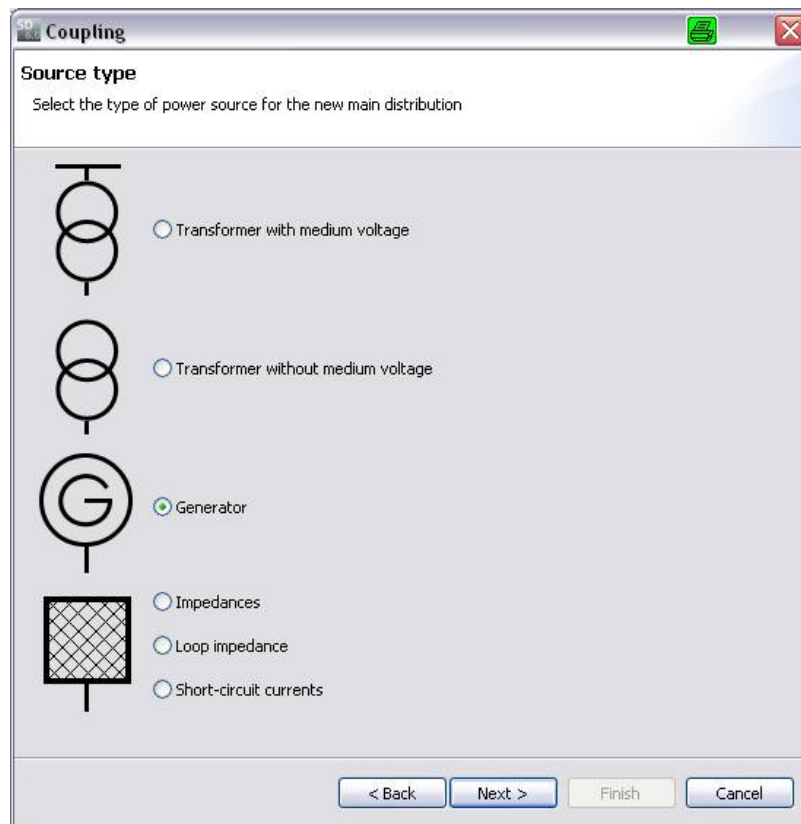 Coupling
Source type
Select the type of power source for the new main distribution
Transformer with medium voltage
Transformer without medium voltage
G
Generator
Impedances
Loop impedance
Short-circuit currents
< Back
Next >
Finish
Cancel